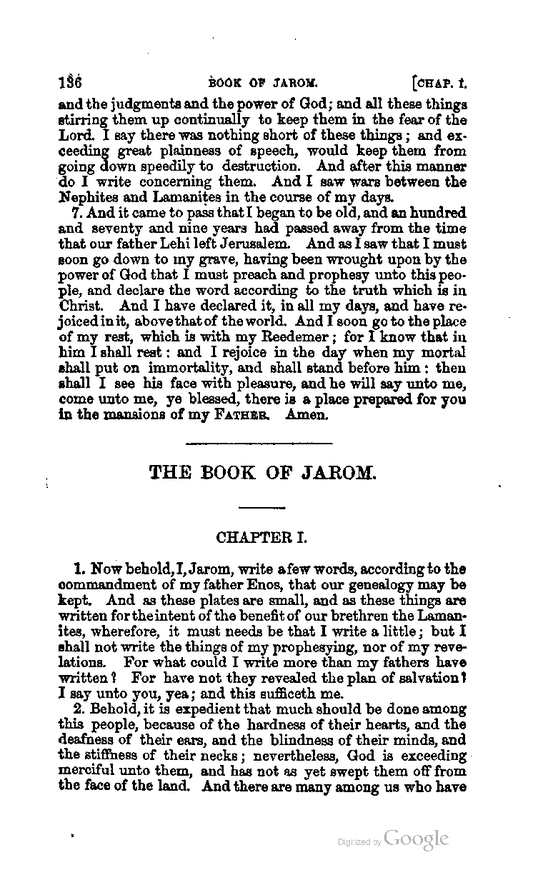 136 BOOK OF JAROM. [CHAP. I.
and the judgments and the power of God; and all these things
stirring them up continually to keep them in the fear of the
Lord. I say there was nothing short of these things; and ex-
ceeding great plainness of speech, would keep them from
going down speedily to destruction. And after this manner
do I write concerning them. And I saw wars between the
Nephites and Lamanites in the course of my days.
7. And it came to pass that I began to be old, and an hundred
and seventy and nine years had passed away from the time
that our father Lehi left Jerusalem. And as I saw that I must
soon go down to my grave, having been wrought upon by the
power of God that I must preach and prophesy unto this peo-
ple, and declare the word according to the truth which is in
Christ. And I have declared it, in all my days, and have re-
joiced in it, above that of the world. And I soon go to the place
of my rest, which is with my Redeemer; for I know that in
him I shall rest: and I rejoice in the day when my mortal
shall put on immortality, and shall stand before him: then
shall I see his face with pleasure, and he will say unto me,
come unto me, ye blessed, there is a place prepared for you
in the mansions of my FATHER. Amen.
THE BOOK OF JAROM.
CHAPTER I.
1. Now behold, I, Jarom, write a few words, according to the
commandment of my father Enos, that our genealogy may be
kept. And as these plates are small, and as these things are
written for the intent of the benefit of our brethren the Laman-
ites, wherefore, it must needs be that I write a little; but I
shall not write the things of my prophesying, nor of my reve-
lations. For what could I write more than my fathers have
written? For have not they revealed the plan of salvation?
I say unto you, yea; and this sufficeth me.
2. Behold, it is expedient that much should be done among
this people, because of the hardness of their hearts, and the
deafness of their ears, and the blindness of their minds, and
the stiffness of their necks; nevertheless, God is exceeding
merciful unto them, and has not as yet swept them off from
the face of the land. And there are many among us who have
Digitized by Google